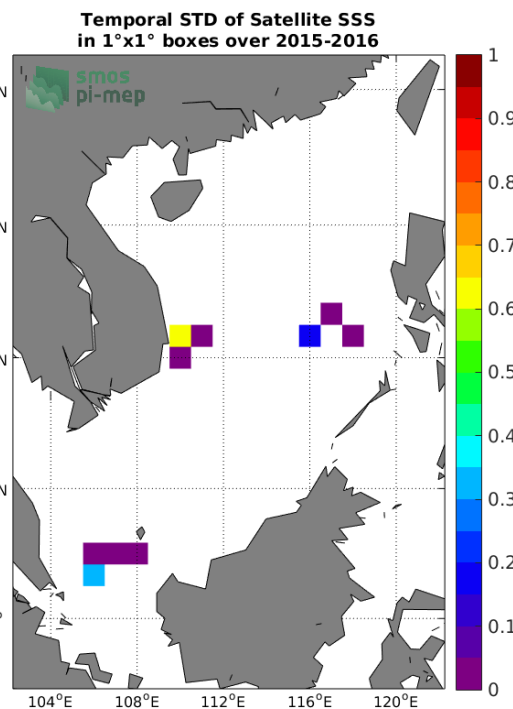 Temporal STD of Satellite SSS
in 1°x1° boxes over 2015-2016
smos
pi-mep
N
N
N
N
°
104°E 108°E 112°E 116°E 120°E
1
0.9
0.8
0.7
0.6
0.5
0.4
0.3
0.2
0.1
0